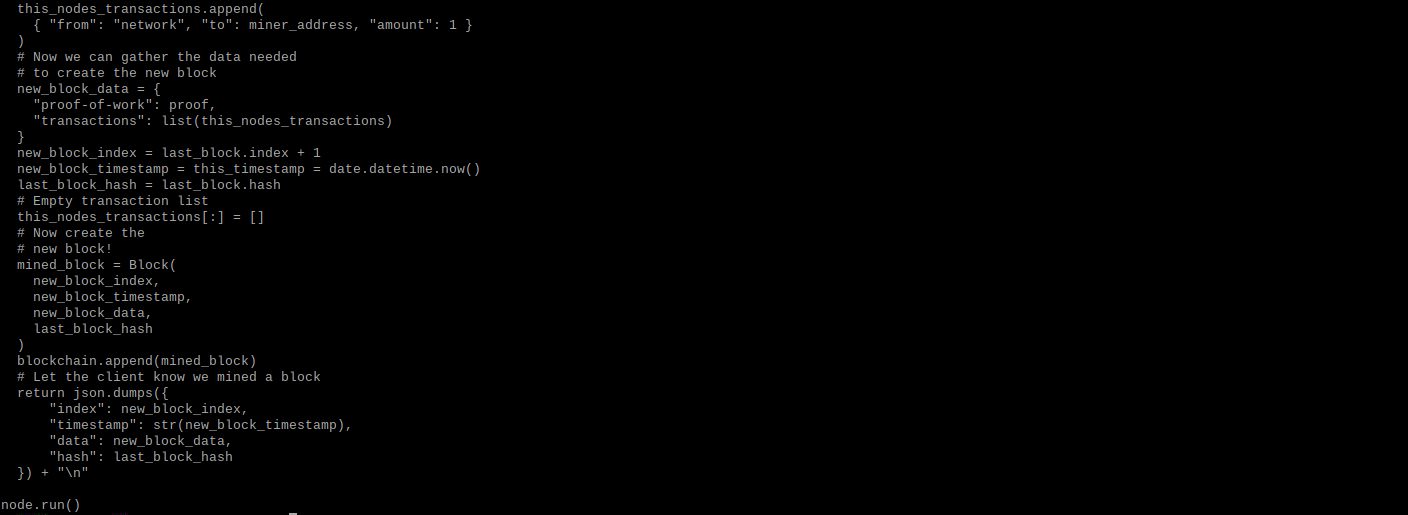 this_nodes_transactions.append(
    { "from": "network", "to": miner_address, "amount": 1 }
  )
  # Now we can gather the data needed
  # to create the new block
  new_block_data = {
    "proof-of-work": proof,
    "transactions": list(this_nodes_transactions)
  }
  new_block_index = last_block.index + 1
  new_block_timestamp = this_timestamp = date.datetime.now()
  last_block_hash = last_block.hash
  # Empty transaction list
  this_nodes_transactions[:] = []
  # Now create the
  # new block!
  mined_block = Block(
    new_block_index,
    new_block_timestamp,
    new_block_data,
    last_block_hash
  )
  blockchain.append(mined_block)
  # Let the client know we mined a block
  return json.dumps({
      "index": new_block_index,
      "timestamp": str(new_block_timestamp),
      "data": new_block_data,
      "hash": last_block_hash
  }) + "\n"

node.run()